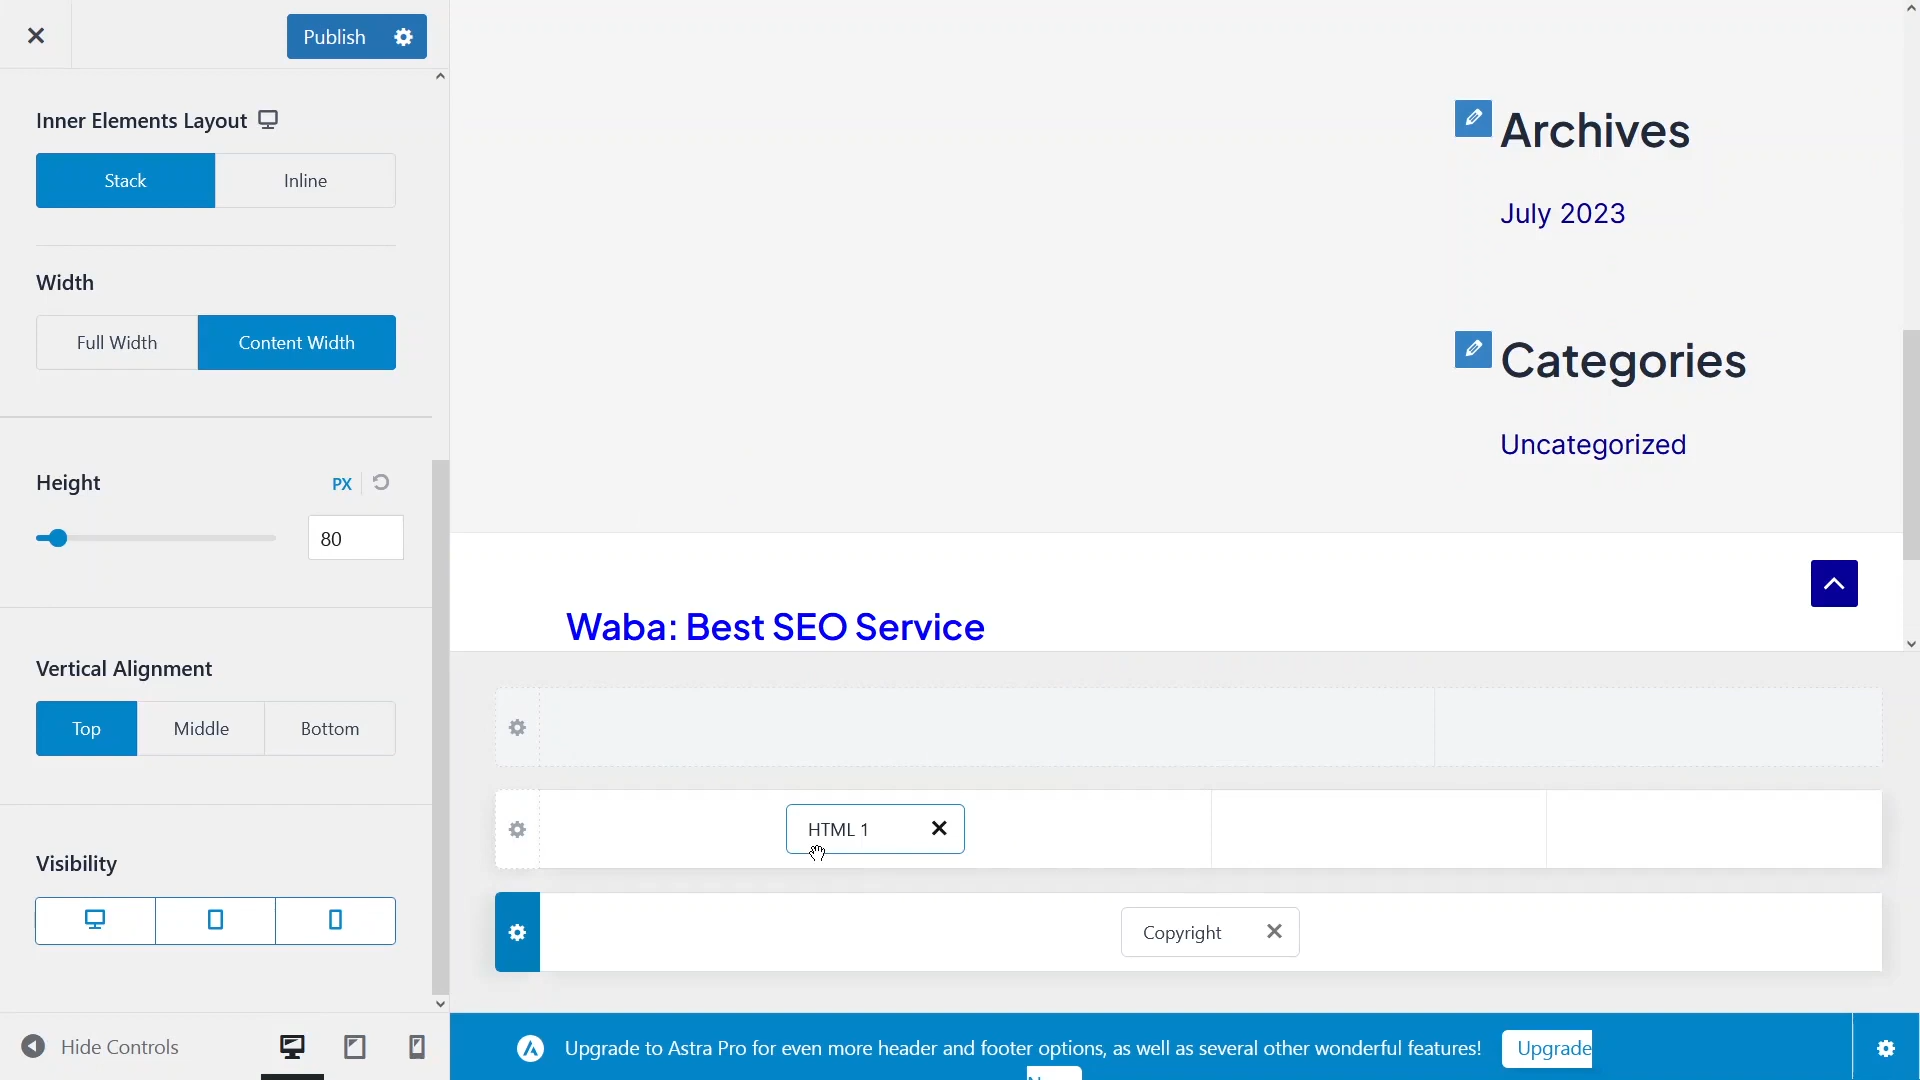 Publish
Inner Elements Layout
Stack
Inline
Width
Full Width
Content Width
Height
PX
80
Vertical Alignment
Top
Middle
Bottom
Visibility
Hide Controls
Archives
July 2023
Categories
Uncategorized
Waba: Best SEO Service
HTML 1
Copyright
Upgrade to Astra Pro for even more header and footer options, as well as several other wonderful features!
Upgrade